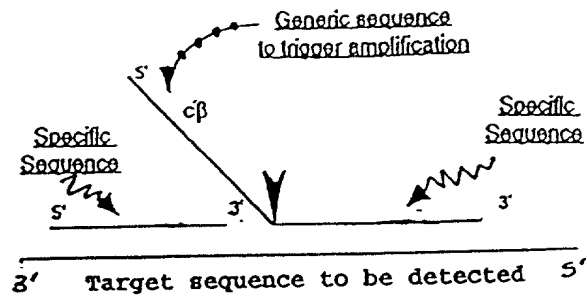 Generic sequence
to trigger amplification
5'
c'β
Specific
Sequence
Specific
Sequence
5'
3'
3'
3'
Target sequence to be detected
5'